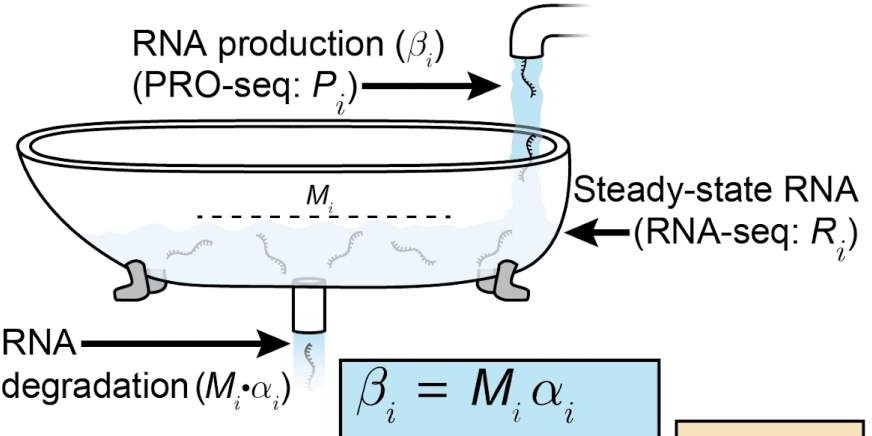 RNA production (βᵢ)
(PRO-seq: Pᵢ)
Mᵢ
Steady-state RNA
(RNA-seq: Rᵢ)
RNA
degradation (Mᵢ•αᵢ)
βᵢ = Mᵢ αᵢ